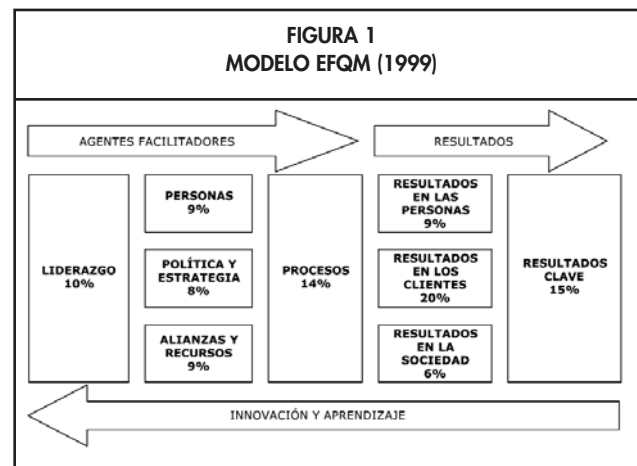 FIGURA 1
MODELO EFQM (1999)
AGENTES FACILITADORES
RESULTADOS
LIDERAZGO
10%
PERSONAS
9%
POLÍTICA Y
ESTRATEGIA
8%
ALIANZAS Y
RECURSOS
9%
PROCESOS
14%
RESULTADOS
EN LAS
PERSONAS
9%
RESULTADOS
EN LOS
CLIENTES
20%
RESULTADOS
EN LA
SOCIEDAD
6%
RESULTADOS
CLAVE
15%
INNOVACIÓN Y APRENDIZAJE